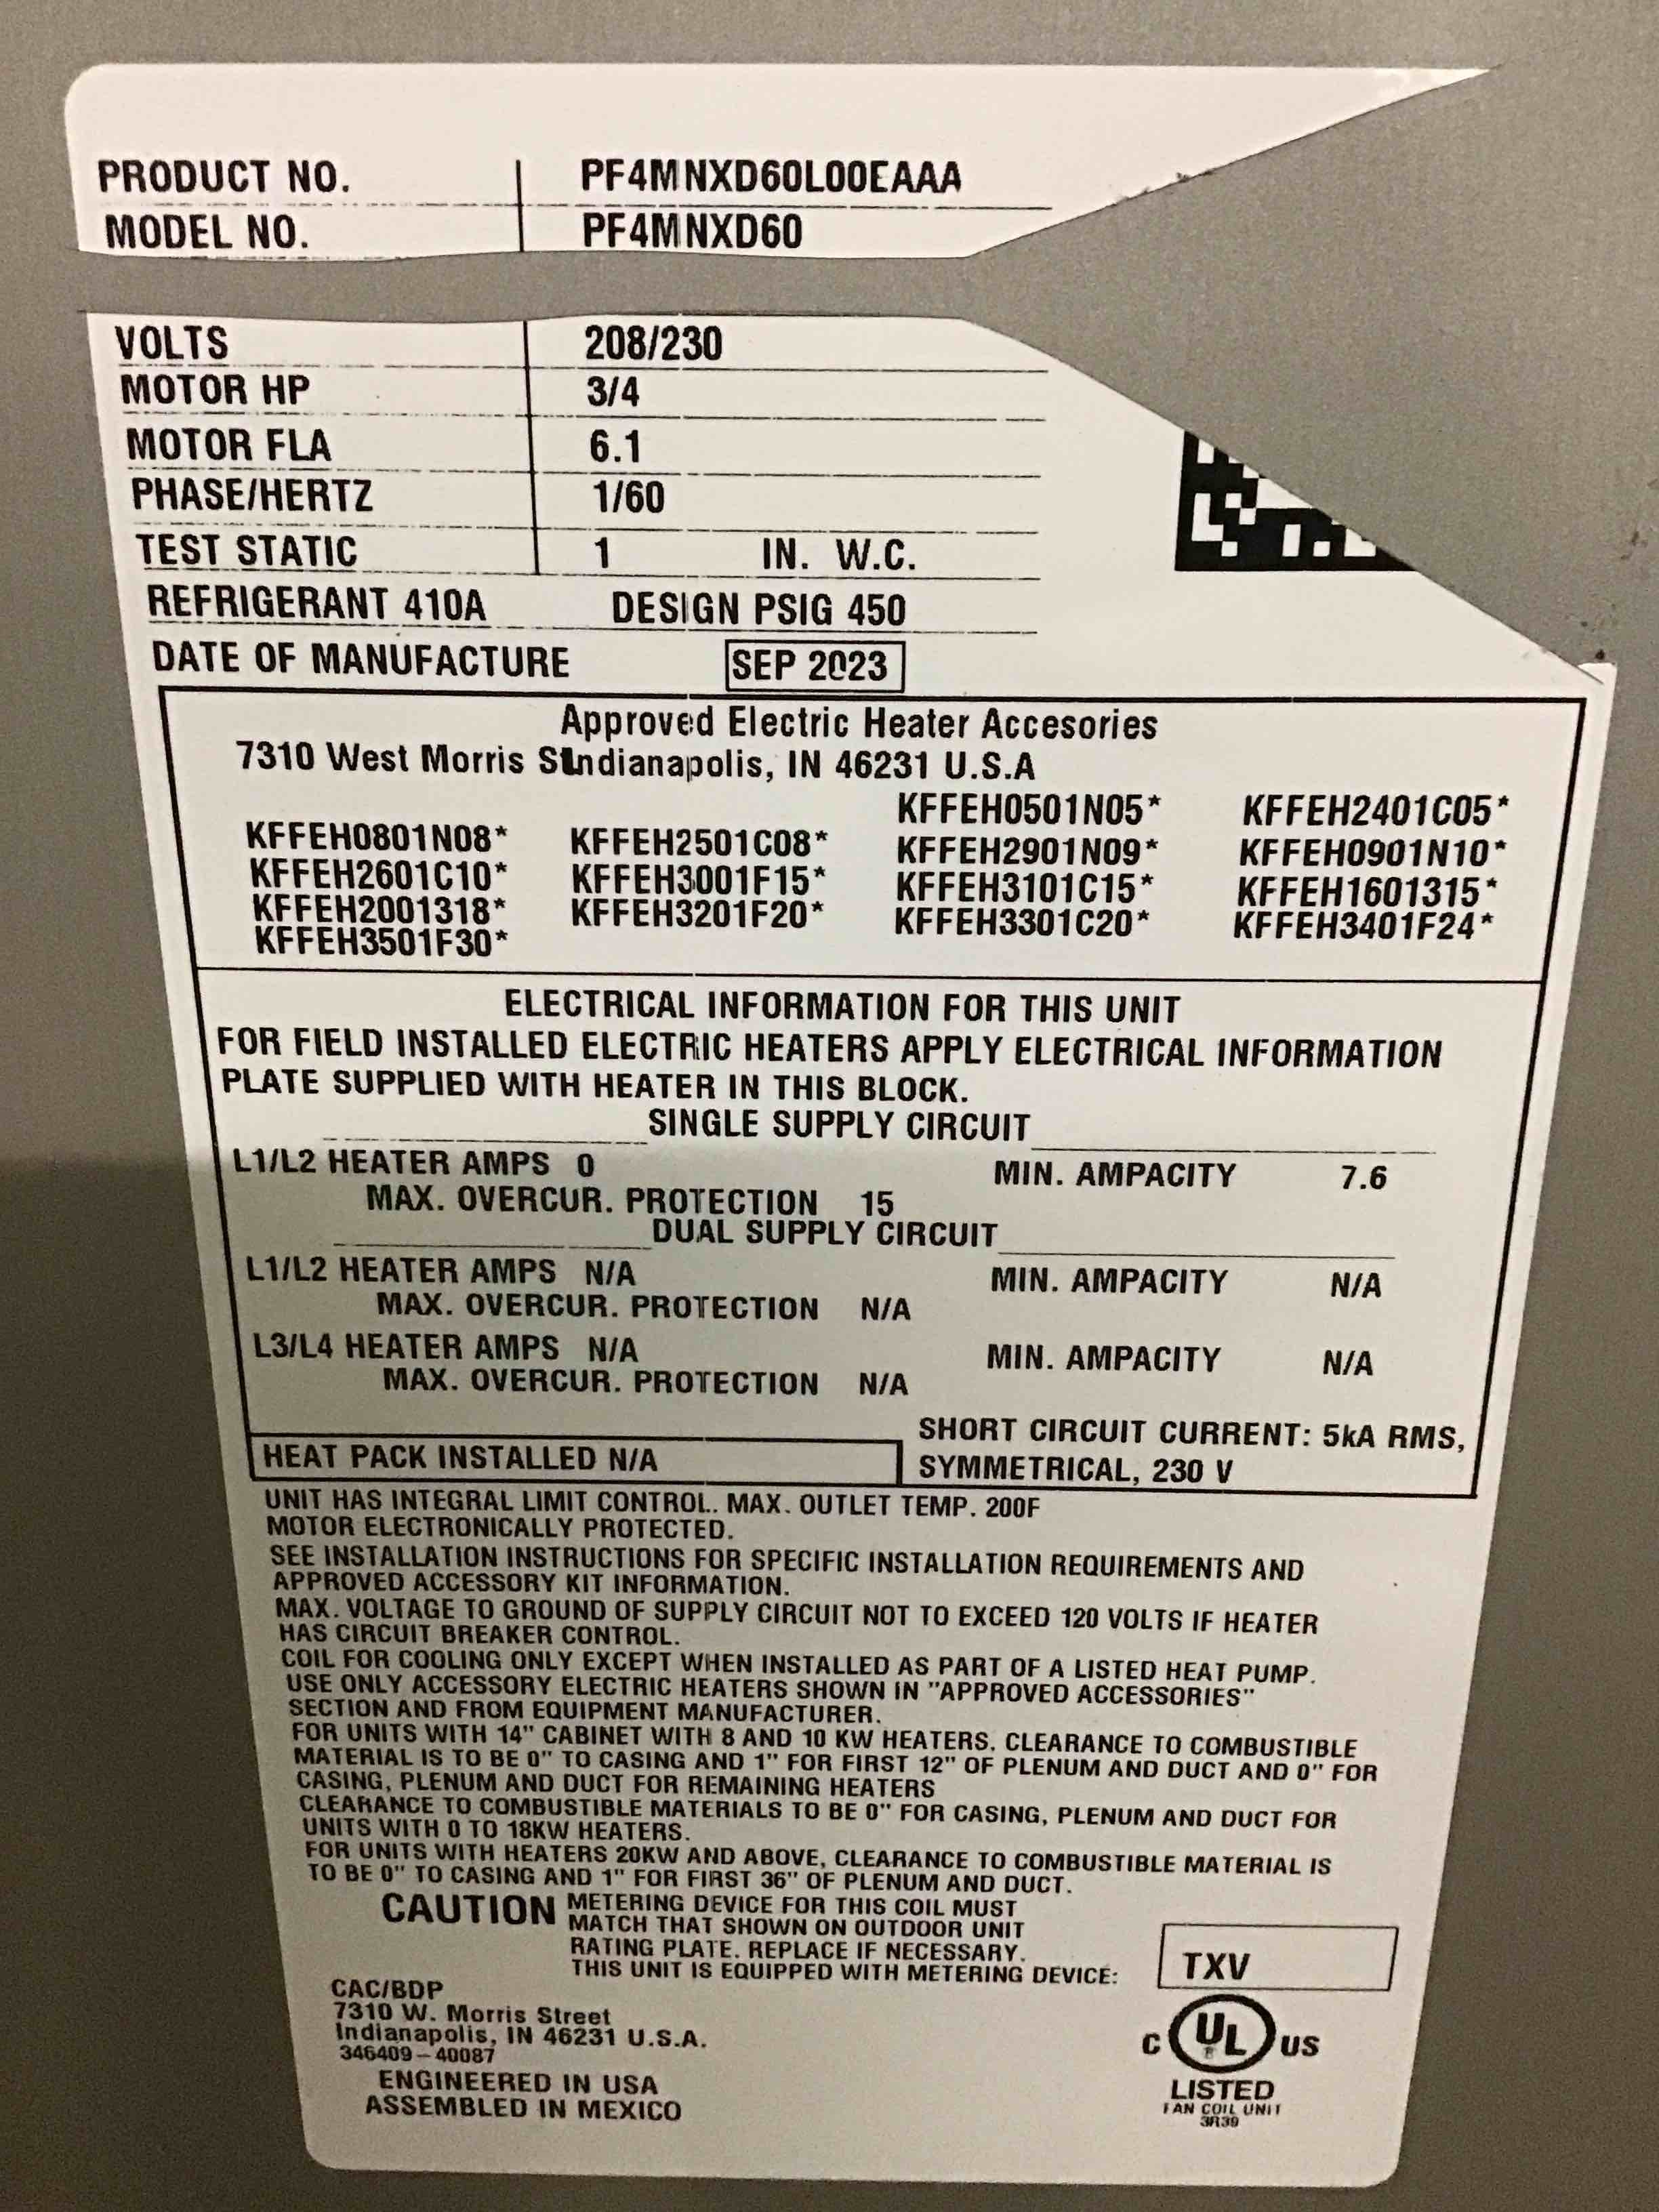 PRODUCT NO. PF4MNXD60L00EAAA
MODEL NO. PF4MNXD60
VOLTS 208/230
MOTOR HP 3/4
MOTOR FLA 6.1
PHASE/HERTZ 1/60
TEST STATIC 1 IN. W.C.
REFRIGERANT 410A DESIGN PSIG 450
DATE OF MANUFACTURE SEP 2023
Approved Electric Heater Accesories
7310 West Morris St Indianapolis, IN 46231 U.S.A
KFFEH0501N05* KFFEH2401C05*
KFFEH0801N08* KFFEH2501C08* KFFEH2901N09* KFFEH0901N10*
KFFEH2601C10* KFFEH3001F15* KFFEH3101C15* KFFEH1601315*
KFFEH2001318* KFFEH3201F20* KFFEH3301C20* KFFEH3401F24*
KFFEH3501F30*
ELECTRICAL INFORMATION FOR THIS UNIT
FOR FIELD INSTALLED ELECTRIC HEATERS APPLY ELECTRICAL INFORMATION
PLATE SUPPLIED WITH HEATER IN THIS BLOCK.
SINGLE SUPPLY CIRCUIT
L1/L2 HEATER AMPS 0 MIN. AMPACITY 7.6
MAX. OVERCUR. PROTECTION 15
DUAL SUPPLY CIRCUIT
L1/L2 HEATER AMPS N/A MIN. AMPACITY N/A
MAX. OVERCUR. PROTECTION N/A
L3/L4 HEATER AMPS N/A MIN. AMPACITY N/A
MAX. OVERCUR. PROTECTION N/A
SHORT CIRCUIT CURRENT: 5kA RMS,
HEAT PACK INSTALLED N/A SYMMETRICAL, 230 V
UNIT HAS INTEGRAL LIMIT CONTROL. MAX. OUTLET TEMP. 200F
MOTOR ELECTRONICALLY PROTECTED.
SEE INSTALLATION INSTRUCTIONS FOR SPECIFIC INSTALLATION REQUIREMENTS AND
APPROVED ACCESSORY KIT INFORMATION.
MAX. VOLTAGE TO GROUND OF SUPPLY CIRCUIT NOT TO EXCEED 120 VOLTS IF HEATER
HAS CIRCUIT BREAKER CONTROL.
COIL FOR COOLING ONLY EXCEPT WHEN INSTALLED AS PART OF A LISTED HEAT PUMP.
USE ONLY ACCESSORY ELECTRIC HEATERS SHOWN IN "APPROVED ACCESSORIES"
SECTION AND FROM EQUIPMENT MANUFACTURER.
FOR UNITS WITH 14" CABINET WITH 8 AND 10 KW HEATERS. CLEARANCE TO COMBUSTIBLE
MATERIAL IS TO BE 0" TO CASING AND 1" FOR FIRST 12" OF PLENUM AND DUCT AND 0" FOR
CASING, PLENUM AND DUCT FOR REMAINING HEATERS
CLEARANCE TO COMBUSTIBLE MATERIALS TO BE 0" FOR CASING, PLENUM AND DUCT FOR
UNITS WITH 0 TO 18KW HEATERS.
FOR UNITS WITH HEATERS 20KW AND ABOVE, CLEARANCE TO COMBUSTIBLE MATERIAL IS
TO BE 0" TO CASING AND 1" FOR FIRST 36" OF PLENUM AND DUCT.
CAUTION METERING DEVICE FOR THIS COIL MUST
MATCH THAT SHOWN ON OUTDOOR UNIT
RATING PLATE. REPLACE IF NECESSARY.
THIS UNIT IS EQUIPPED WITH METERING DEVICE: TXV
CAC/BDP
7310 W. Morris Street
Indianapolis, IN 46231 U.S.A.
346409-40087
ENGINEERED IN USA
ASSEMBLED IN MEXICO
C UL US
LISTED
FAN COIL UNIT
3R39